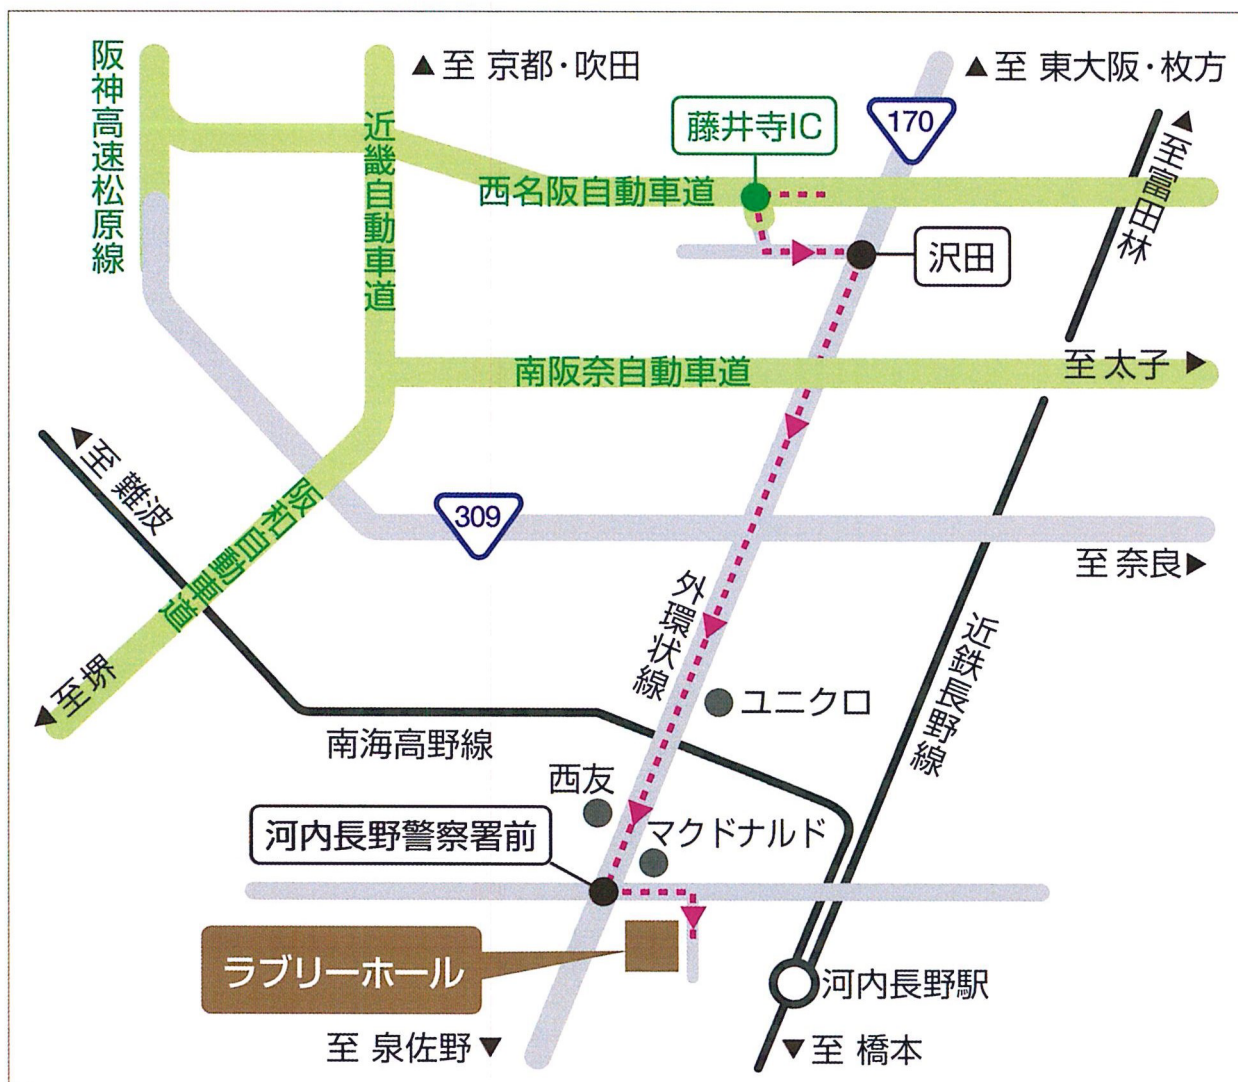 ▲至 京都・吹田
▲至 東大阪・枚方
阪神高速松原線
近畿自動車道
藤井寺IC
170
▲至富田林
西名阪自動車道
沢田
南阪奈自動車道
至 太子 ▶
▲至 難波
阪和自動車道
309
至 奈良▶
外環状線
近鉄長野線
▲至堺
ユニクロ
南海高野線
西友
河内長野警察署前
マクドナルド
ラブリーホール
河内長野駅
至 泉佐野▼
▼至 橋本